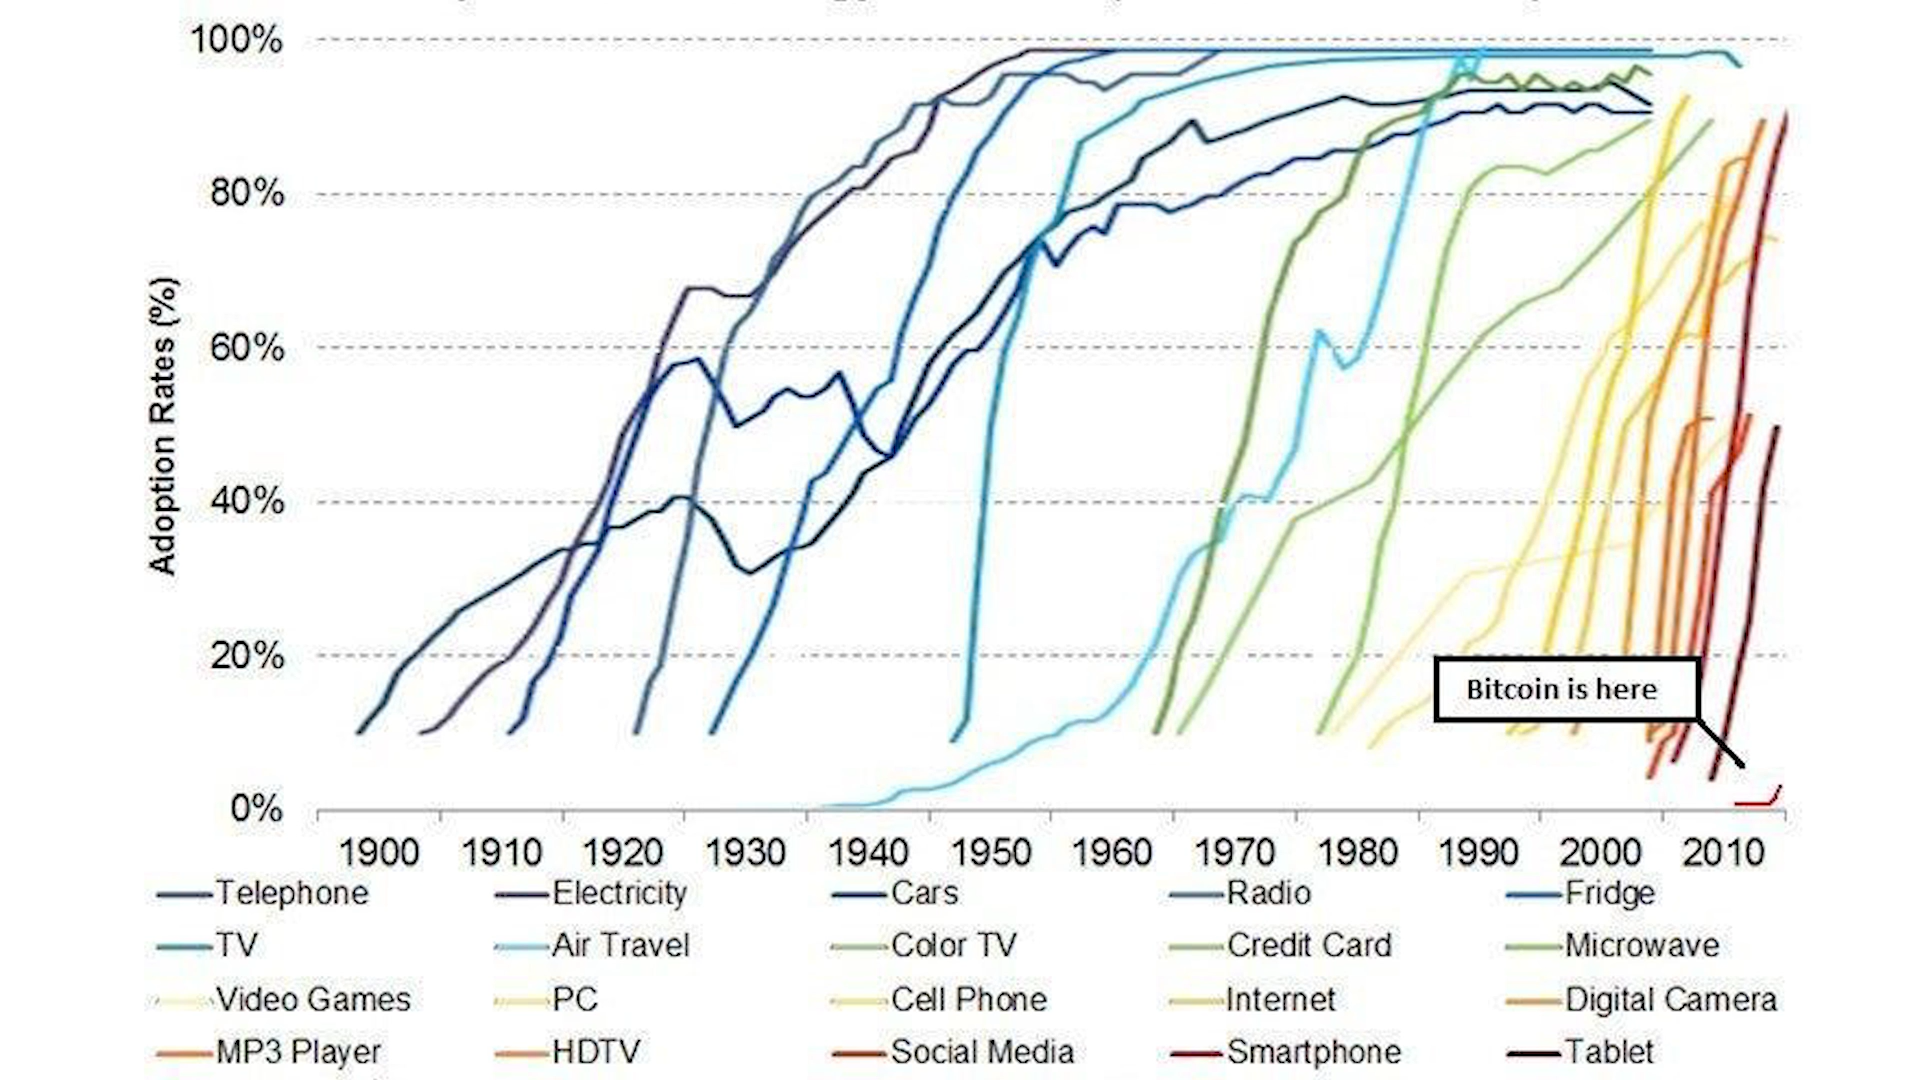 100%
80%
60%
40%
20%
0%
Adoption Rates (%)
Bitcoin is here
1900 1910 1920 1930 1940 1950 1960 1970 1980 1990 2000 2010
Telephone Electricity Cars Radio Fridge
TV Air Travel Color TV Credit Card Microwave
Video Games PC Cell Phone Internet Digital Camera
MP3 Player HDTV Social Media Smartphone Tablet